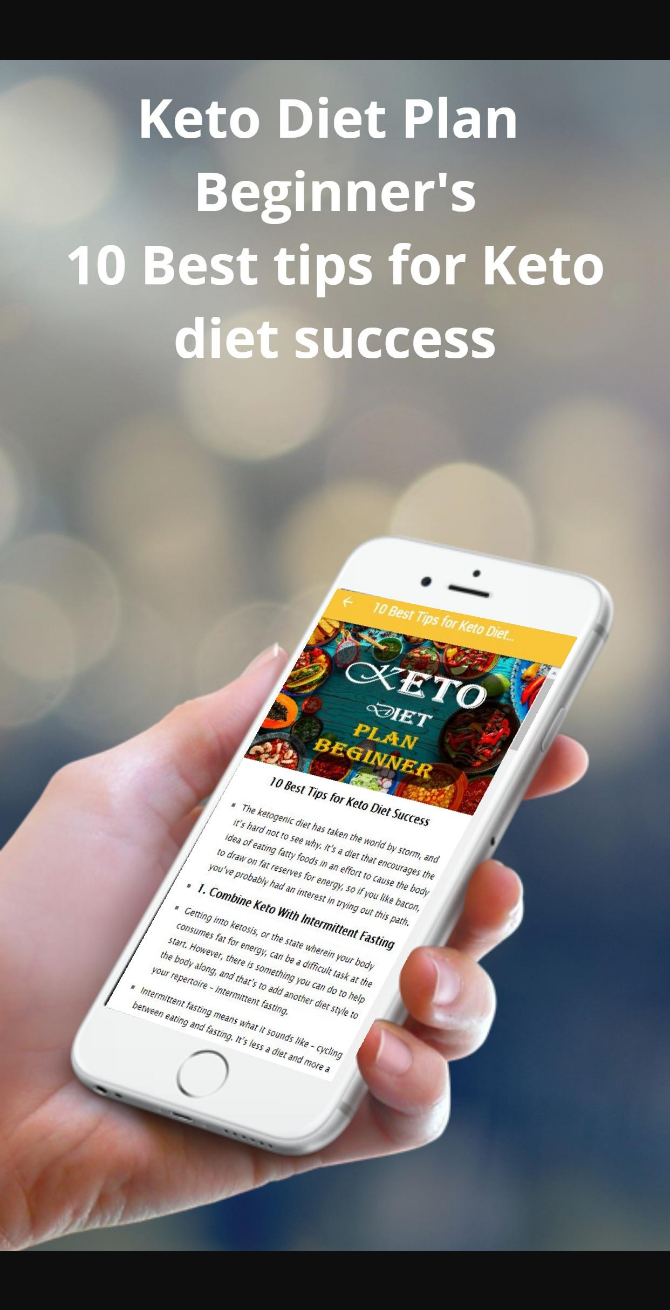 Keto Diet Plan
Beginner's
10 Best tips for Keto
diet success
10 Best Tips for Keto Diet...
KETO
DIET
PLAN
BEGINNER
10 Best Tips for Keto Diet Success
The ketogenic diet has taken the world by storm, and
it's hard not to see why. It's a diet that encourages the
idea of eating fatty foods in an effort to cause the body
to draw on fat reserves for energy, so if you like bacon,
you've probably had an interest in trying out this path.
1. Combine Keto With Intermittent Fasting
Getting into ketosis, or the state wherein your body
consumes fat for energy, can be a difficult task at the
start. However, there is something you can do to help
the body along, and that's to add another diet style to
your repertoire - intermittent fasting.
Intermittent fasting means what it sounds like - cycling
between eating and fasting. It's less a diet and more a